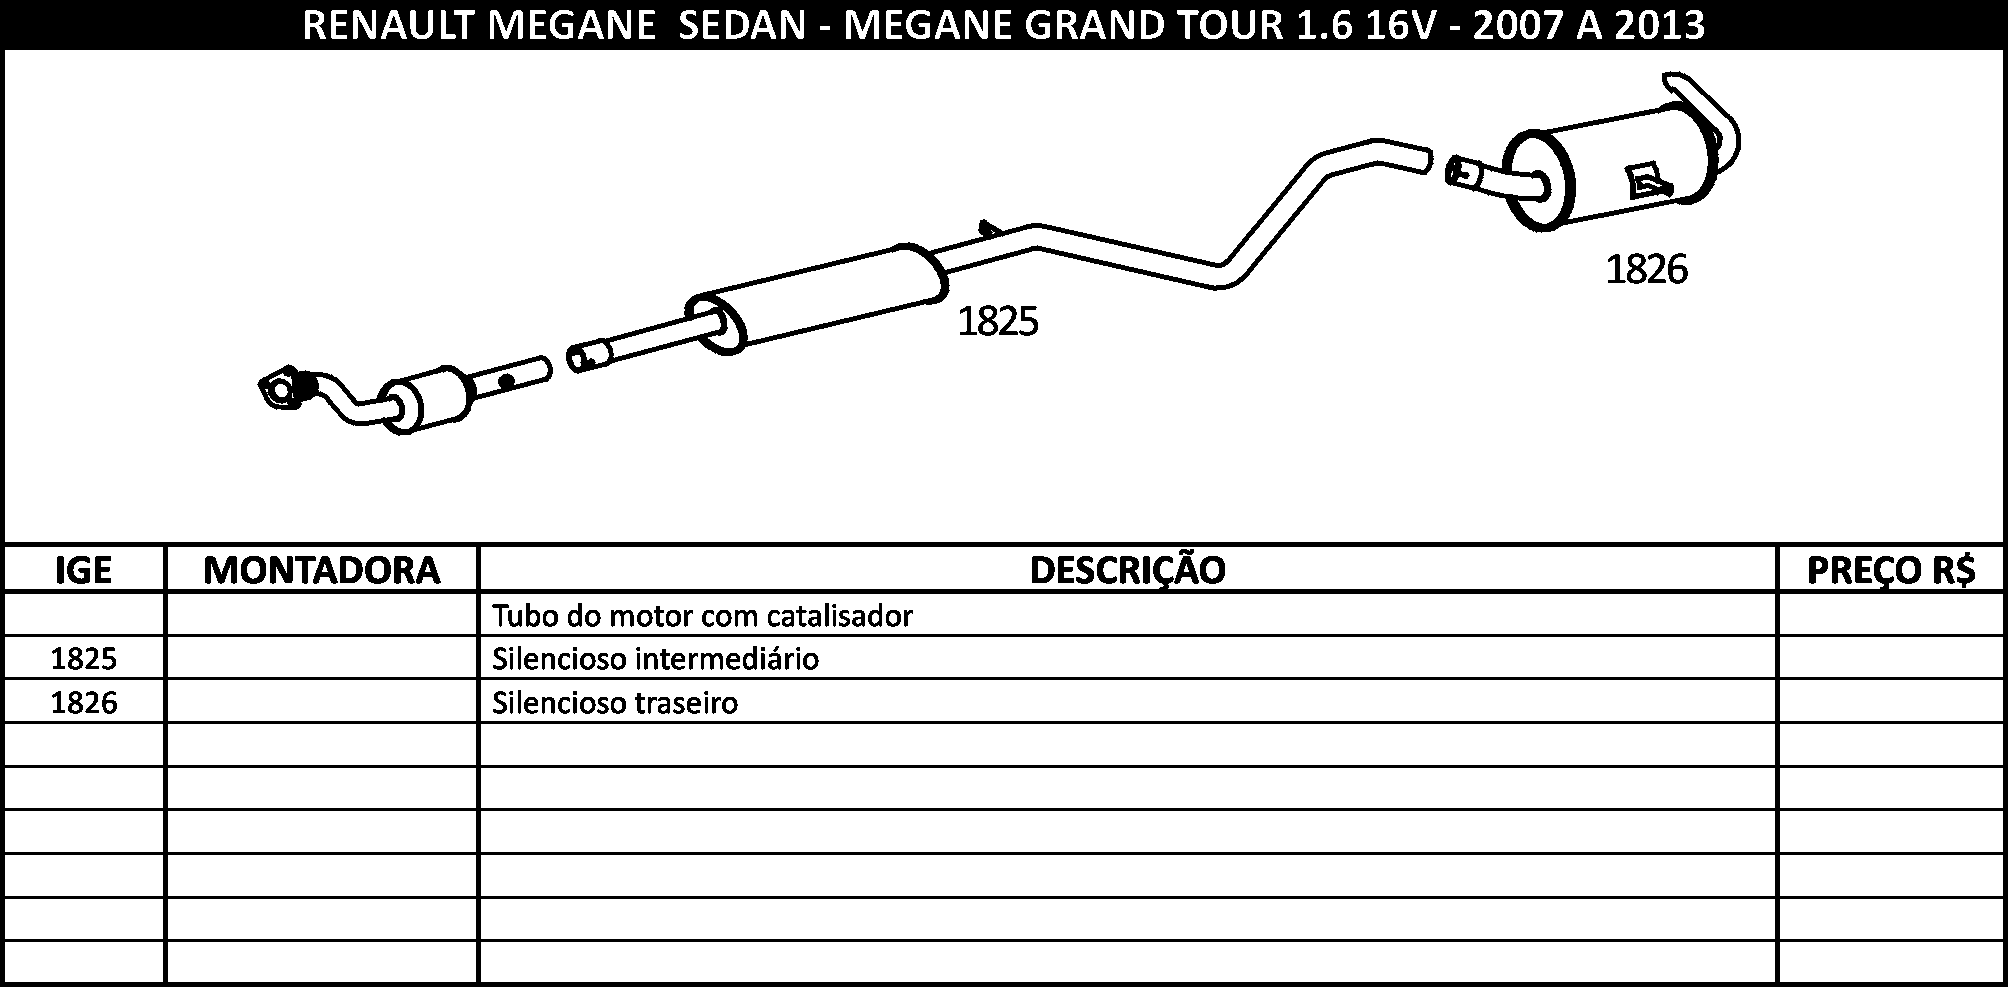 RENAULT MEGANE  SEDAN - MEGANE GRAND TOUR 1.6 16V - 2007 A 2013
1826
1825
IGE MONTADORA DESCRIÇÃO PREÇO R$
Tubo do motor com catalisador
1825 Silencioso intermediário
1826 Silencioso traseiro